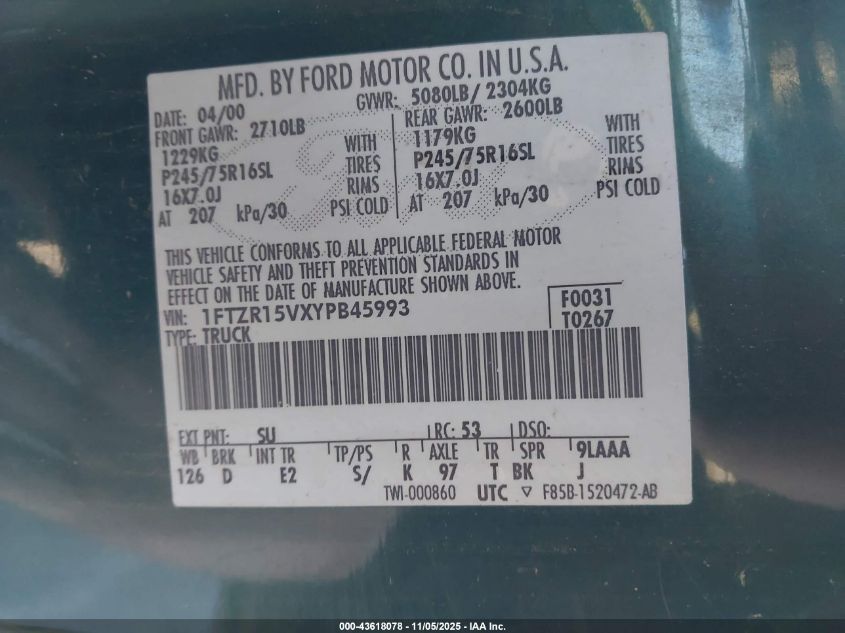 MFD. BY FORD MOTOR CO. IN U.S.A.
DATE: 04/00 GVWR: 5080LB/ 2304KG
FRONT GAWR: 2710LB REAR GAWR: 2600LB
1229KG WITH 1179KG WITH
P245/75R16SL TIRES P245/75R16SL TIRES
16X7.0J RIMS 16X7.0J RIMS
AT 207 kPa/30 PSI COLD AT 207 kPa/30 PSI COLD
THIS VEHICLE CONFORMS TO ALL APPLICABLE FEDERAL MOTOR
VEHICLE SAFETY AND THEFT PREVENTION STANDARDS IN
EFFECT ON THE DATE OF MANUFACTURE SHOWN ABOVE.
VIN: 1FTZR15VXYPB45993 F0031
TYPE: TRUCK T0267
EXT PNT: SU RC: 53 DSO:
WB BRK INT TR TP/PS R AXLE TR SPR 9LAAA
126 D E2 S/ K 97 T BK J
TWI-000860 UTC ▽ F85B-1520472-AB
000-43618078 - 11/05/2025 - IAA Inc.